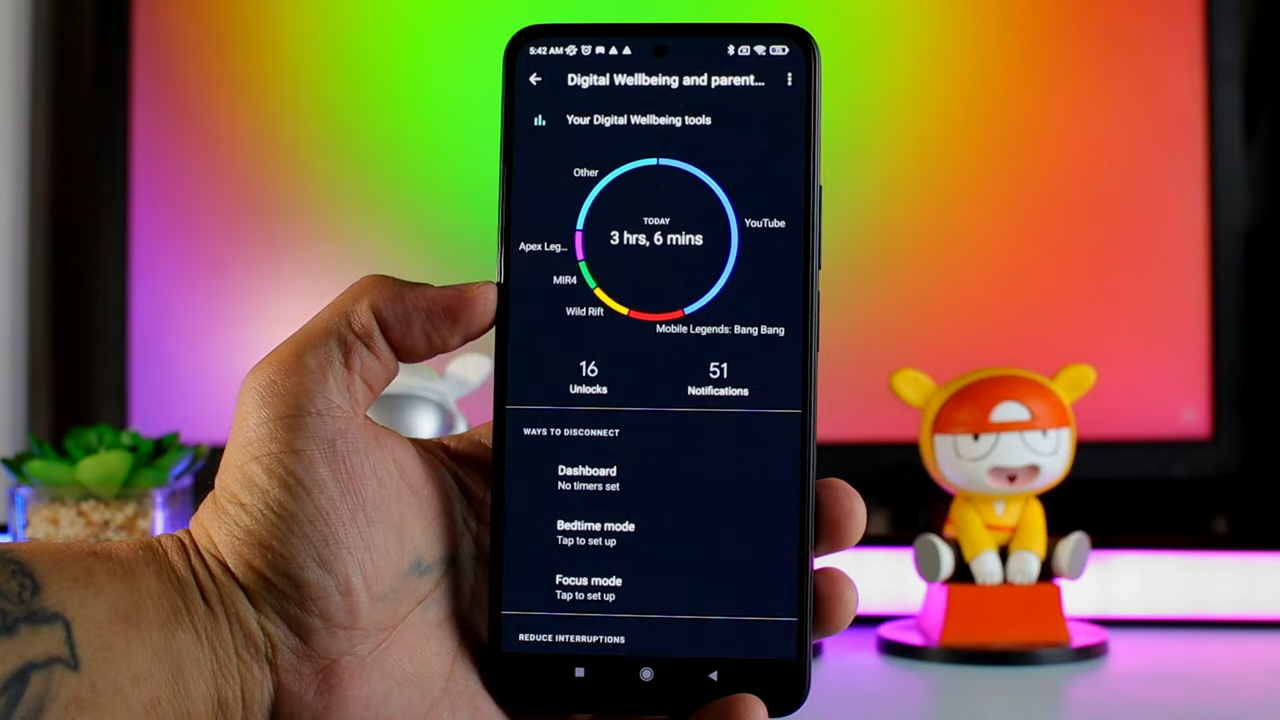 5:42 AM
Digital Wellbeing and parent...
Your Digital Wellbeing tools
Other
YouTube
TODAY
3 hrs, 6 mins
Apex Leg...
MIR4
Wild Rift
Mobile Legends: Bang Bang
16
Unlocks
51
Notifications
WAYS TO DISCONNECT
Dashboard
No timers set
Bedtime mode
Tap to set up
Focus mode
Tap to set up
REDUCE INTERRUPTIONS